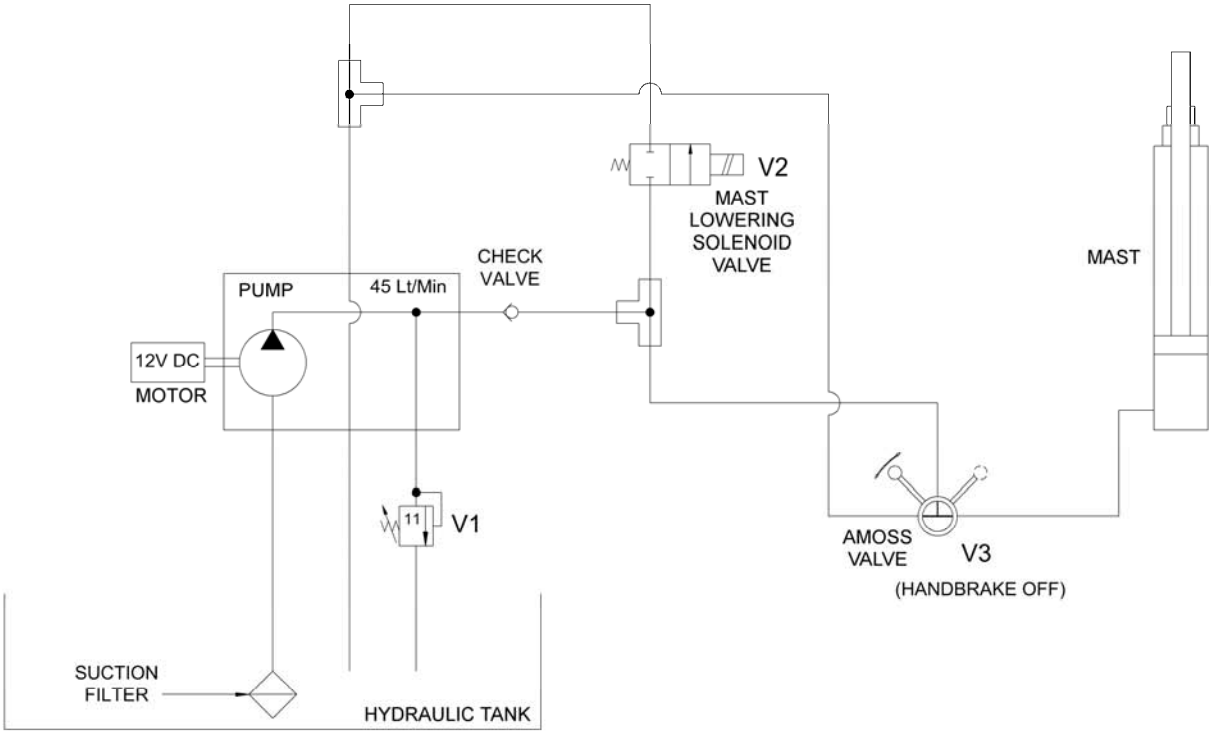 V2
MAST
LOWERING
SOLENOID
VALVE
MAST
CHECK
VALVE
PUMP
45 Lt/Min
12V DC
MOTOR
11
V1
AMOSS
VALVE
V3
(HANDBRAKE OFF)
SUCTION
FILTER
HYDRAULIC TANK